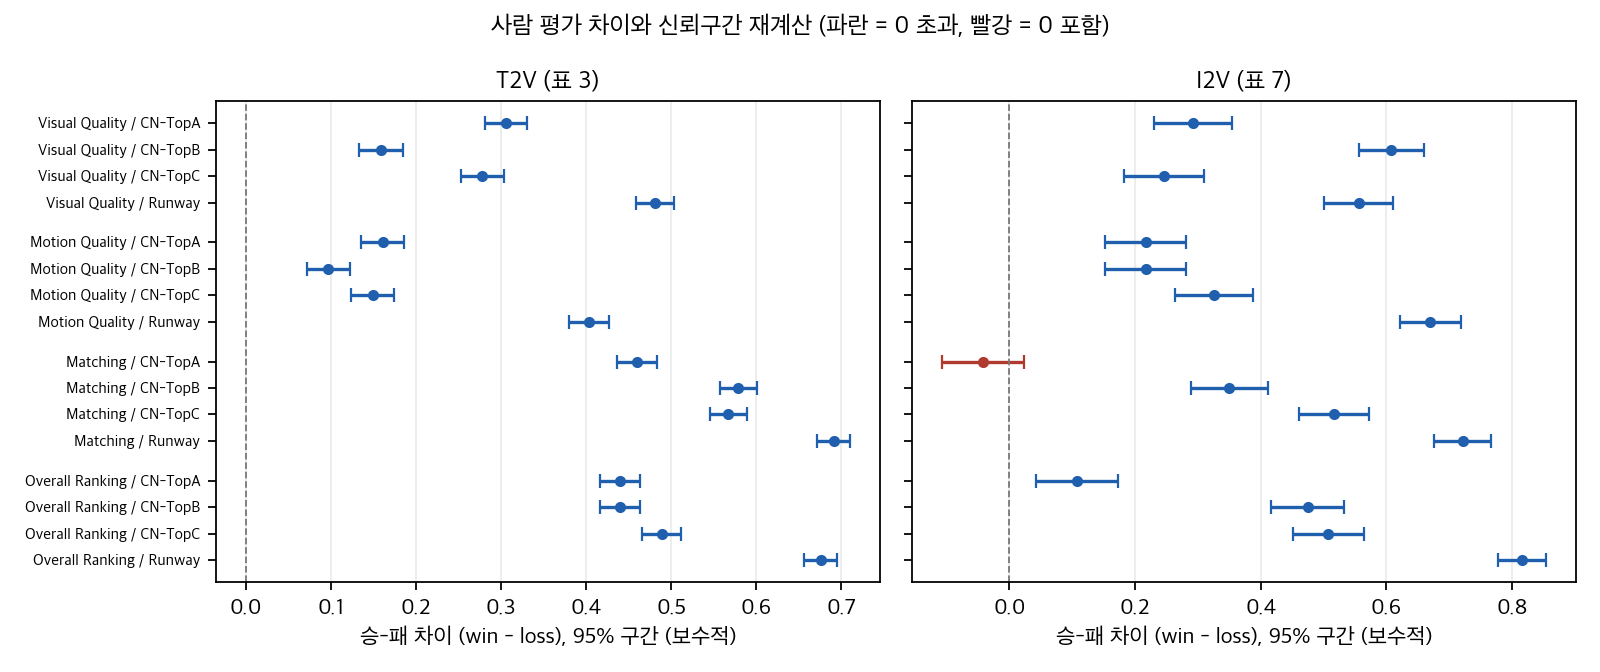 사람 평가 차이와 신뢰구간 재계산 (파란 = 0 초과, 빨강 = 0 포함)
T2V (표 3)
I2V (표 7)
Visual Quality / CN-TopA
Visual Quality / CN-TopB
Visual Quality / CN-TopC
Visual Quality / Runway
Motion Quality / CN-TopA
Motion Quality / CN-TopB
Motion Quality / CN-TopC
Motion Quality / Runway
Matching / CN-TopA
Matching / CN-TopB
Matching / CN-TopC
Matching / Runway
Overall Ranking / CN-TopA
Overall Ranking / CN-TopB
Overall Ranking / CN-TopC
Overall Ranking / Runway
0.0 0.1 0.2 0.3 0.4 0.5 0.6 0.7
승-패 차이 (win - loss), 95% 구간 (보수적)
0.0 0.2 0.4 0.6 0.8
승-패 차이 (win - loss), 95% 구간 (보수적)